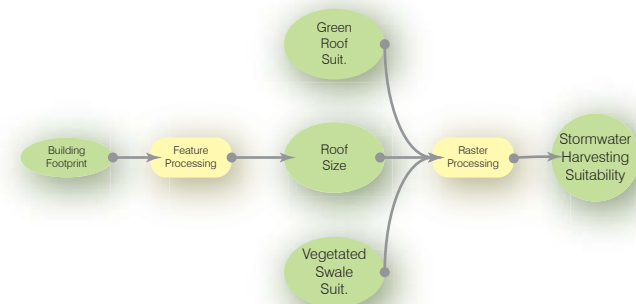 Green
Roof
Suit.
Building
Footprint
Feature
Processing
Roof
Size
Raster
Processing
Stormwater
Harvesting
Suitability
Vegetated
Swale
Suit.